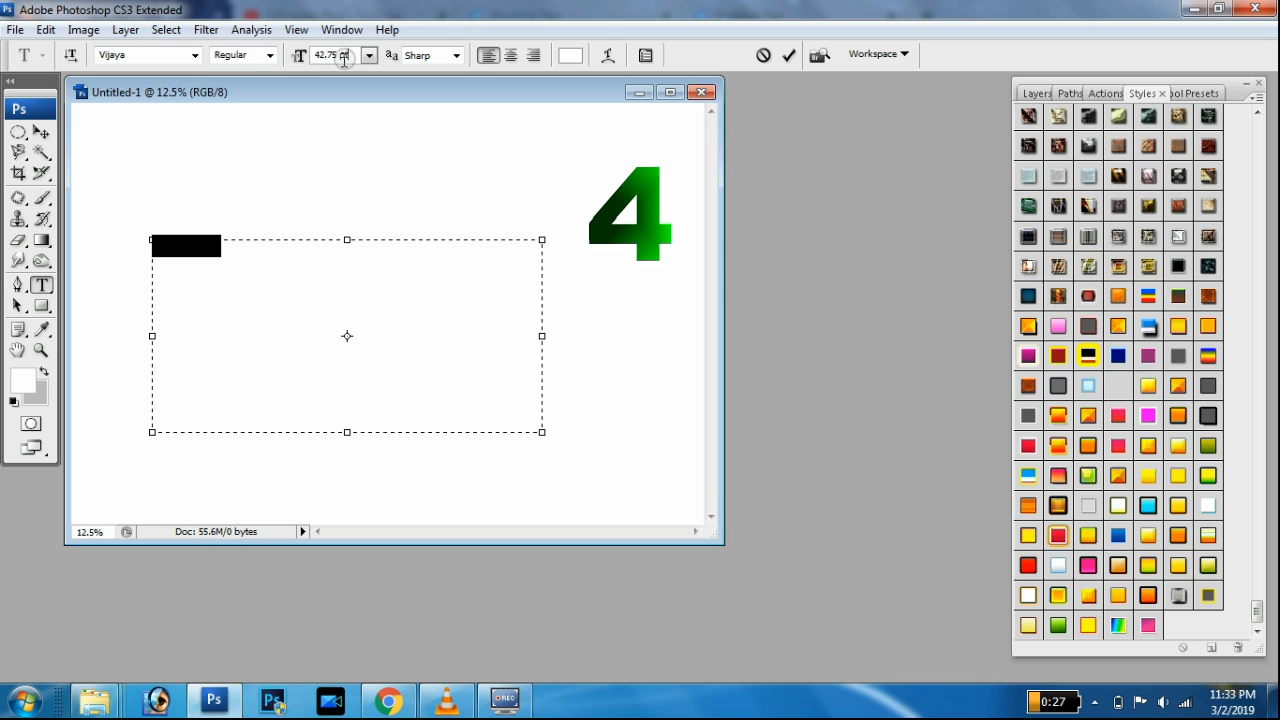 Adobe Photoshop CS3 Extended
File Edit Image Layer Select Filter Analysis View Window Help
T Vijaya Regular 42.75 Sharp Workspace
Untitled-1 @ 12.5% (RGB/8)
Layers Paths Actions Styles ool Presets
Ps
4
12.5% Doc: 55.6M/0 bytes
0:27
11:33 PM
3/2/2019